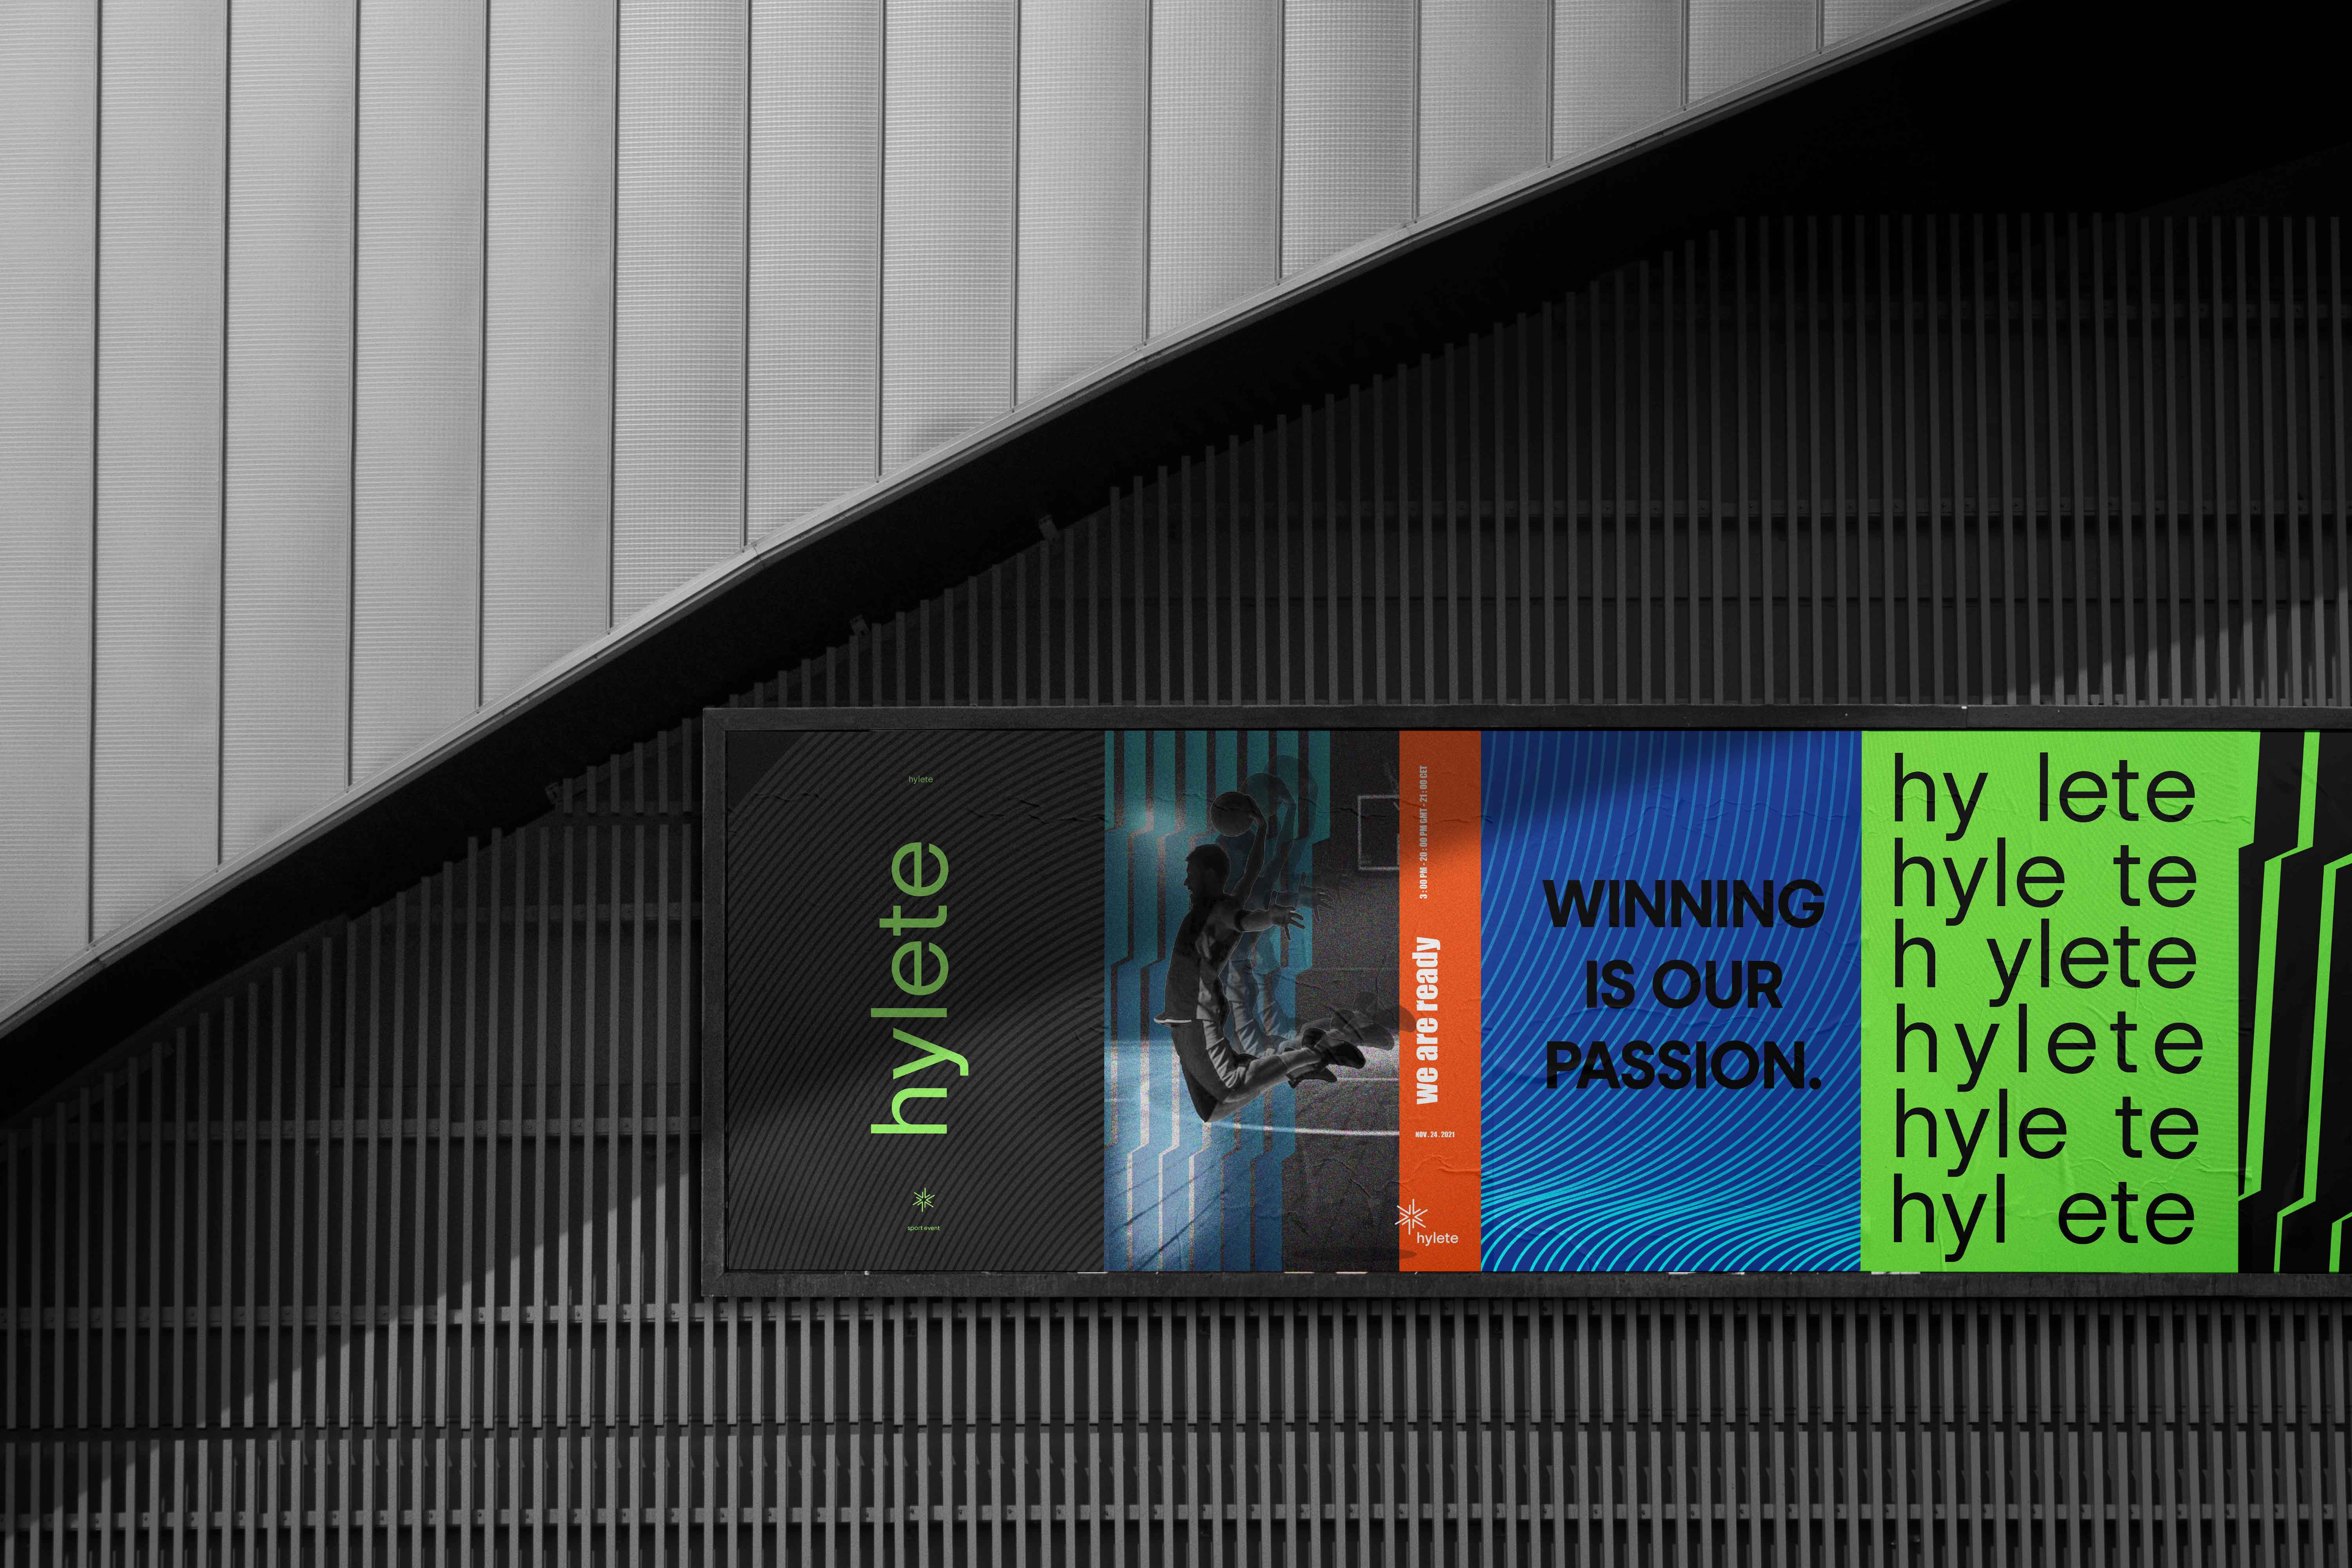 hylete
hylete
sport event
3:00 PM - 20:00 PM GMT - 21:00 CET
we are ready
NOV. 24. 2021
hylete
WINNING
IS OUR
PASSION.
hy lete
hyle te
h ylete
hylete
hyle te
hyl ete